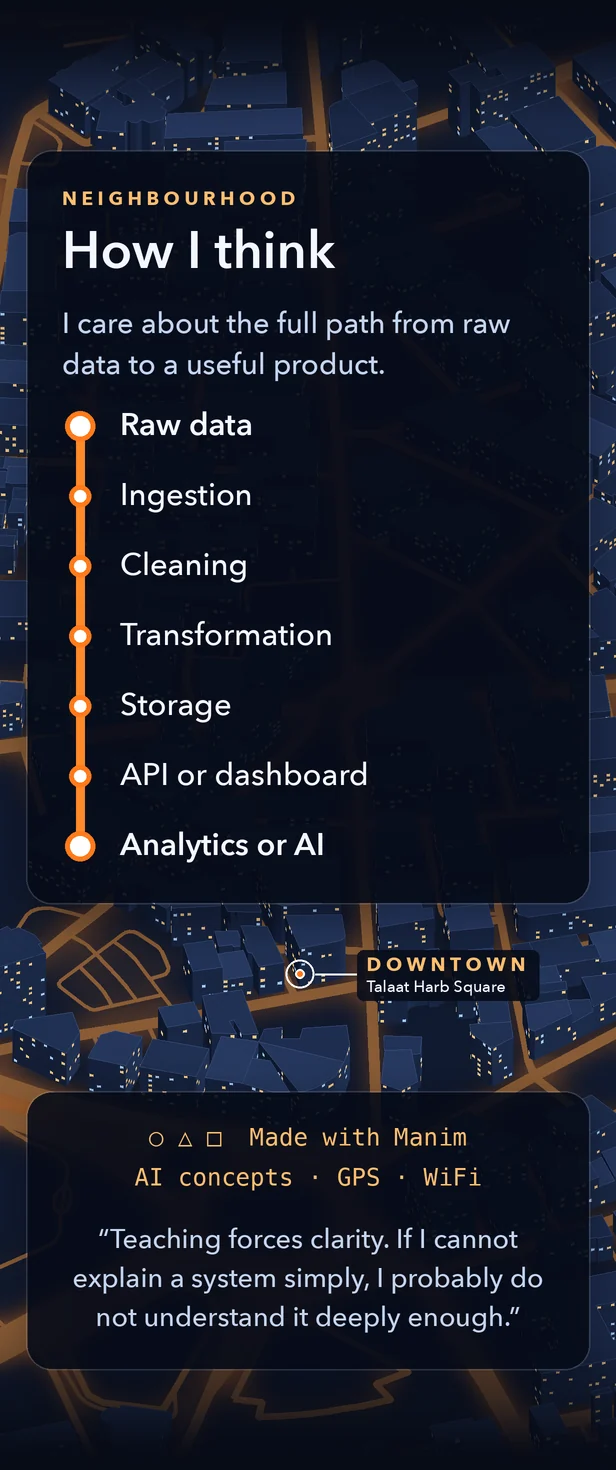 NEIGHBOURHOOD
How I think
I care about the full path from raw
data to a useful product.
Raw data
Ingestion
Cleaning
Transformation
Storage
API or dashboard
Analytics or AI
DOWNTOWN
Talaat Harb Square
○ △ □ Made with Manim
AI concepts · GPS · WiFi
“Teaching forces clarity. If I cannot
explain a system simply, I probably do
not understand it deeply enough.”